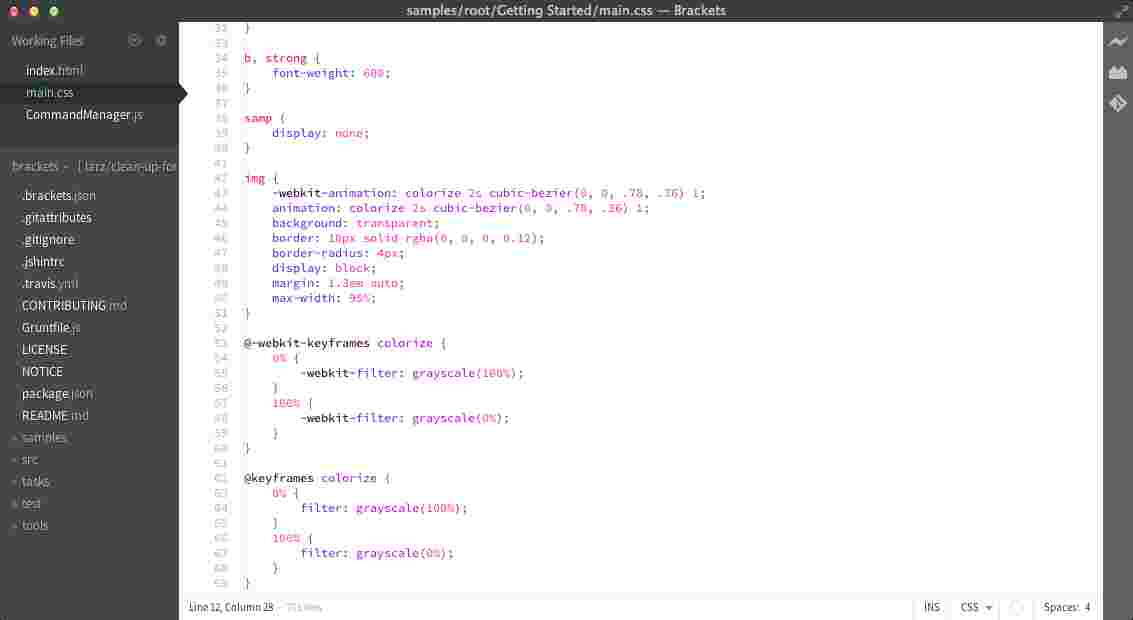 samples/root/Getting Started/main.css — Brackets
Working Files
index.html
main.css
CommandManager.js
brackets
[ larz/clean-up-for
.brackets.json
.gitattributes
.gitignore
.jshintrc
.travis.yml
CONTRIBUTING.md
Gruntfile.js
LICENSE
NOTICE
package.json
README.md
samples
src
tasks
test
tools
32 }
33
34 b, strong {
35 font-weight: 600;
36 }
37
38 samp {
39 display: none;
40 }
41
42 img {
43 -webkit-animation: colorize 2s cubic-bezier(0, 0, .78, .36) 1;
44 animation: colorize 2s cubic-bezier(0, 0, .78, .36) 1;
45 background: transparent;
46 border: 10px solid rgba(0, 0, 0, 0.12);
47 border-radius: 4px;
48 display: block;
49 margin: 1.3em auto;
50 max-width: 95%;
51 }
52
53 @-webkit-keyframes colorize {
54 0% {
55 -webkit-filter: grayscale(100%);
56 }
57 100% {
58 -webkit-filter: grayscale(0%);
59 }
60 }
61
62 @keyframes colorize {
63 0% {
64 filter: grayscale(100%);
65 }
66 100% {
67 filter: grayscale(0%);
68 }
69 }
Line 12, Column 28 —
INS
CSS
Spaces: 4